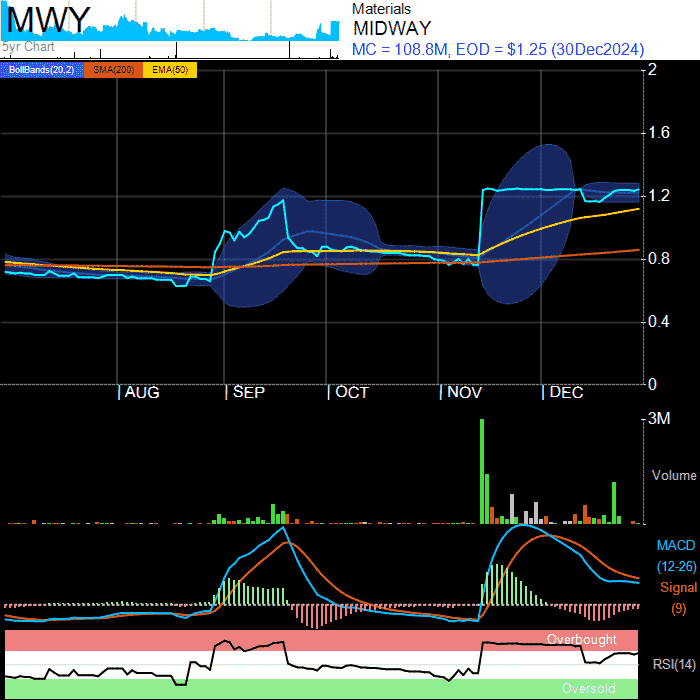 MWY
5yr Chart
Materials
MIDWAY
MC = 108.8M, EOD = $1.25 (30Dec2024)
BollBands(20,2) SMA(200) EMA(50)
2
1.6
1.2
0.8
0.4
0
AUG SEP OCT NOV DEC
3M
Volume
MACD
(12-26)
Signal
(9)
Overbought
RSI(14)
Oversold